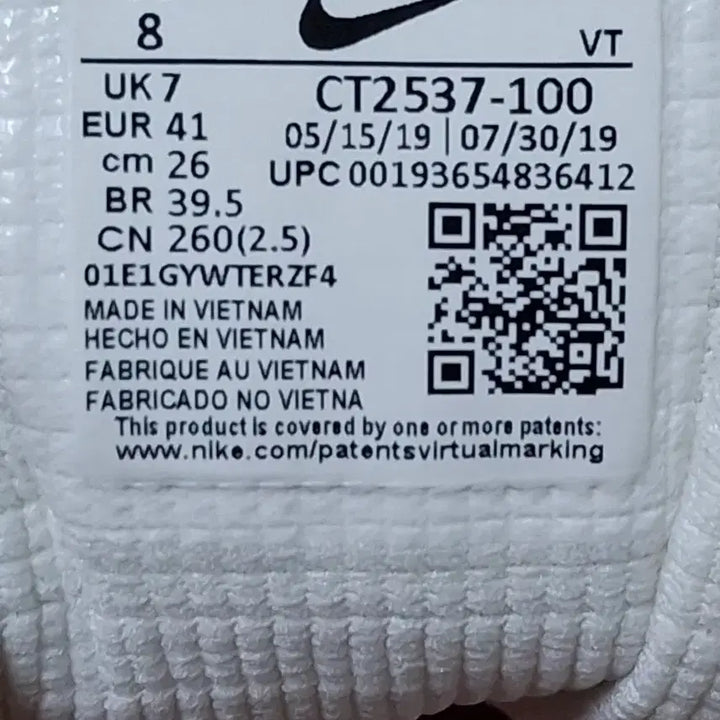 8
VT
UK 7
CT2537-100
EUR 41
05/15/19 | 07/30/19
cm 26
UPC 00193654836412
BR 39.5
CN 260(2.5)
01E1GYWTERZF4
MADE IN VIETNAM
HECHO EN VIETNAM
FABRIQUE AU VIETNAM
FABRICADO NO VIETNA
This product is covered by one or more patents:
www.nike.com/patentsvirtualmarking